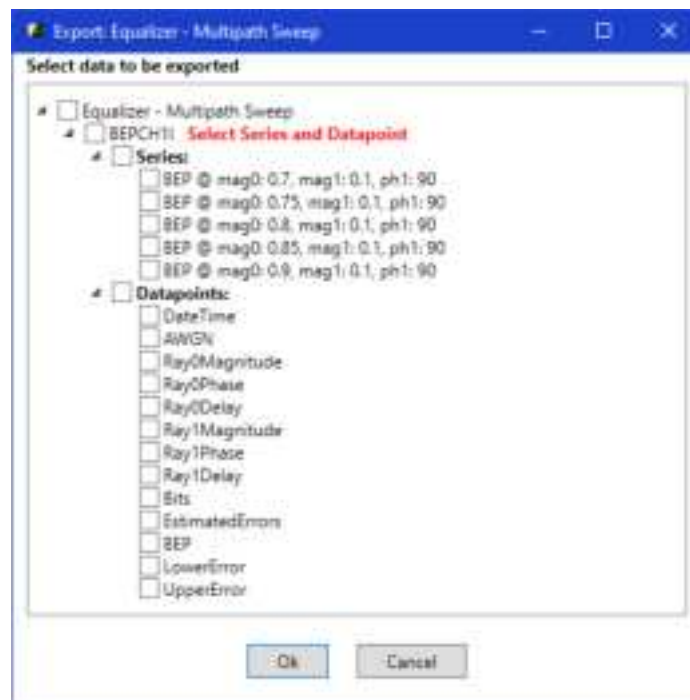 Export: Equalizer - Multipath Sweep
Select data to be exported
Equalizer - Multipath Sweep
BEPCH1I Select Series and Datapoint
Series:
BEP @ mag0: 0.7, mag1: 0.1, ph1: 90
BEP @ mag0: 0.75, mag1: 0.1, ph1: 90
BEP @ mag0: 0.8, mag1: 0.1, ph1: 90
BEP @ mag0: 0.85, mag1: 0.1, ph1: 90
BEP @ mag0: 0.9, mag1: 0.1, ph1: 90
Datapoints:
DateTime
AWGN
Ray0Magnitude
Ray0Phase
Ray0Delay
Ray1Magnitude
Ray1Phase
Ray1Delay
Bits
EstimatedErrors
BEP
LowerError
UpperError
Ok Cancel